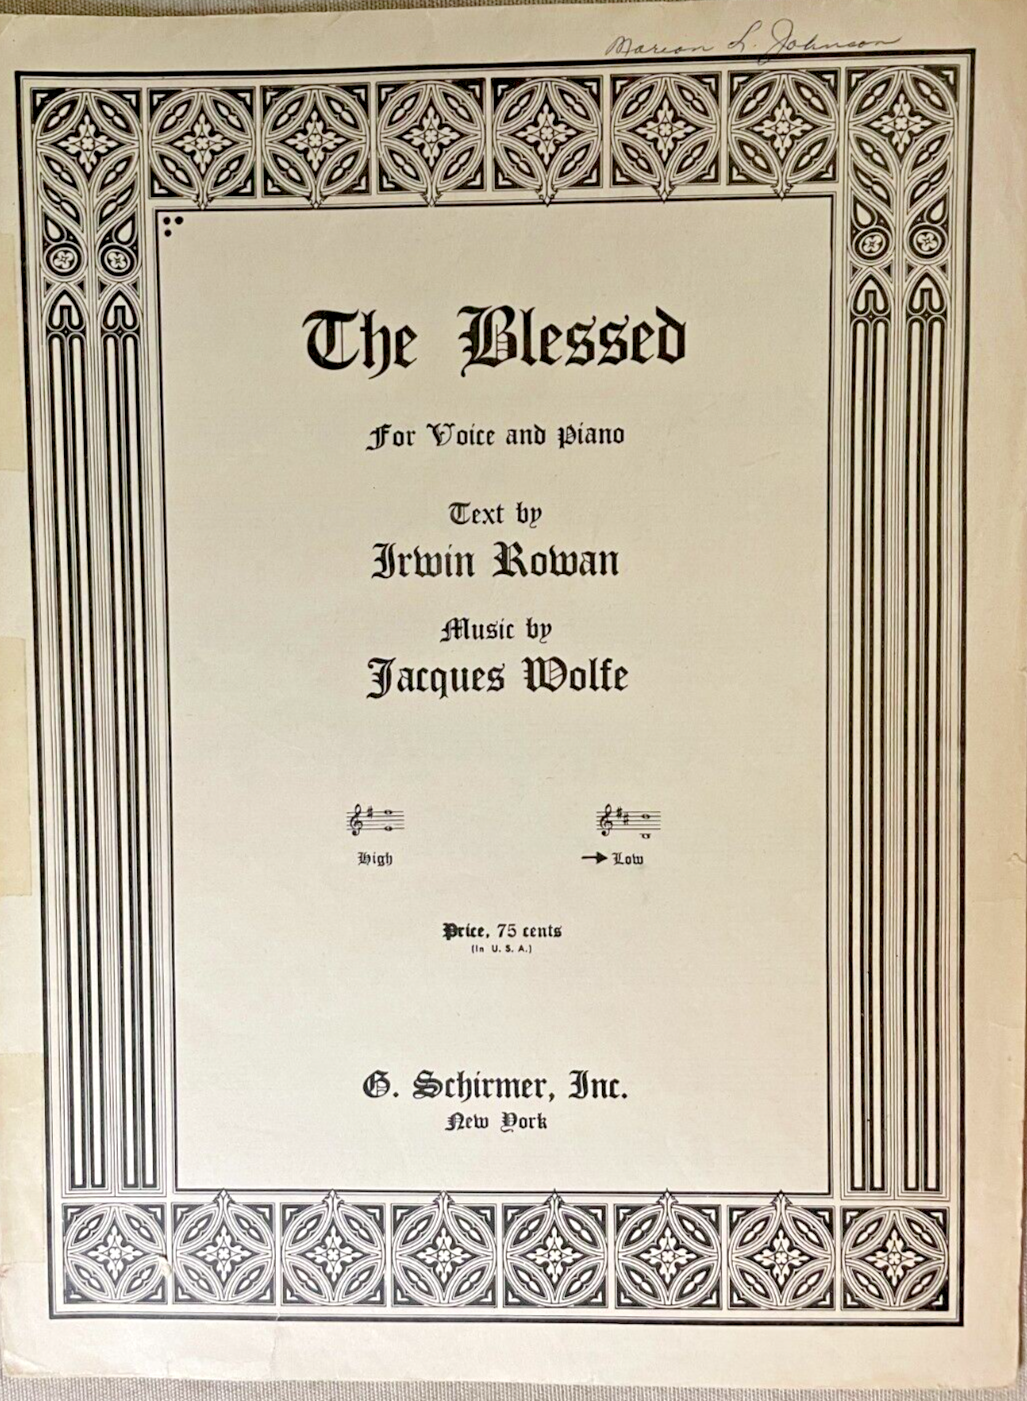 Marion L. Johnson
The Blessed
For Voice and Piano
Text by
Irwin Rowan
Music by
Jacques Wolfe
High
Low
Price, 75 cents
(In U. S. A.)
G. Schirmer, Inc.
New York